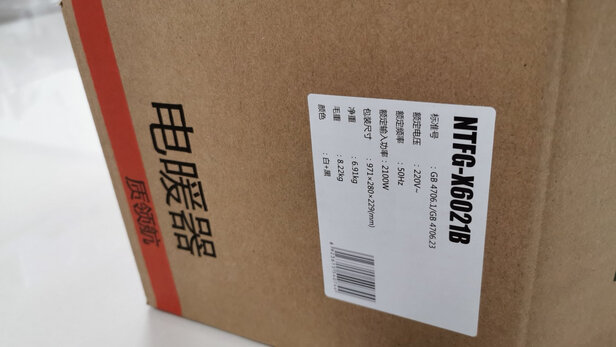 电暖器
质领航
NTFG-X6021B
标准号 : GB 4706.1/GB 4706.23
额定电压 : 220V~
额定频率 : 50Hz
额定输入功率 : 2100W
包装尺寸 : 971×280×229(mm)
净重 : 6.91kg
毛重 : 8.22kg
颜色 : 白+黑